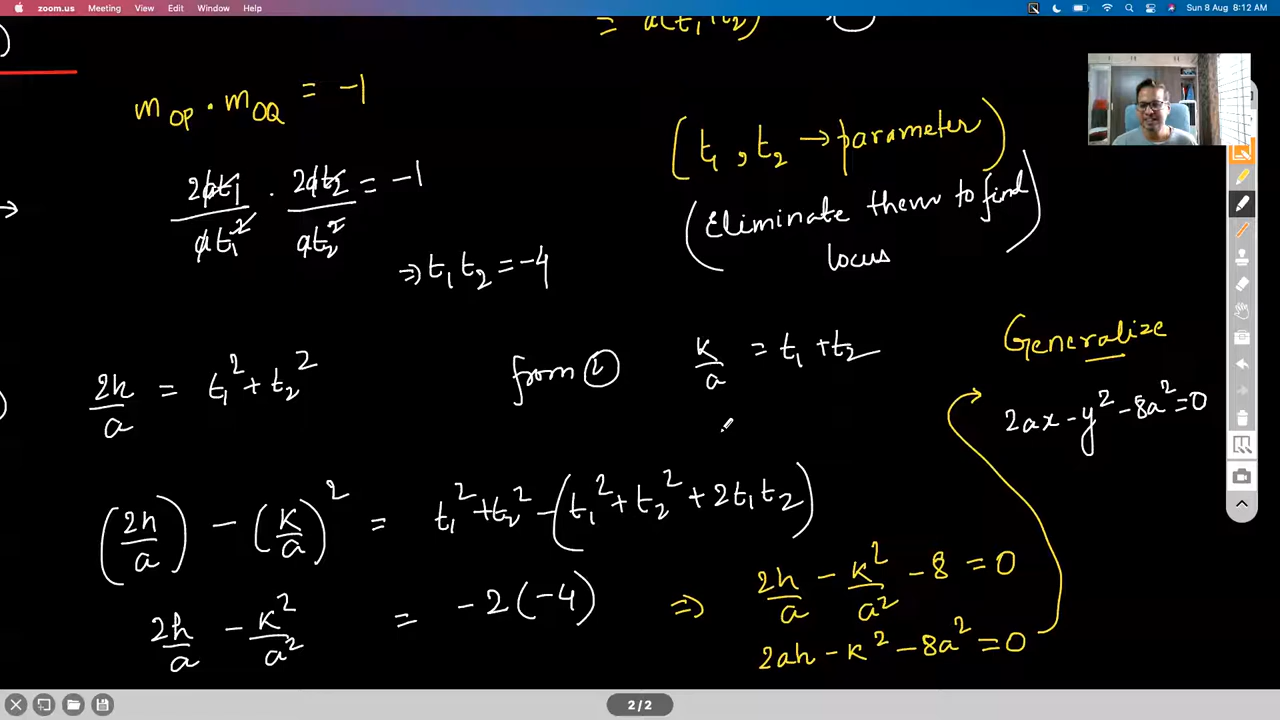 zoom.us Meeting View Edit Window Help Sun 8 Aug 8:12 AM
= a(t₁+t₂)
)
m_OP · m_OQ = -1
(t₁, t₂ → parameter)
(Eliminate them to find
locus)
→ 2at₁/at₁² · 2at₂/at₂² = -1
⇒ t₁t₂ = -4
Generalize
2ax - y² - 8a² = 0
) 2h/a = t₁² + t₂² from ② k/a = t₁ + t₂
(2h/a) - (k/a)² = t₁² + t₂² - (t₁² + t₂² + 2t₁t₂)
2h/a - k²/a² = -2(-4) ⇒ 2h/a - k²/a² - 8 = 0
2ah - k² - 8a² = 0
2/2